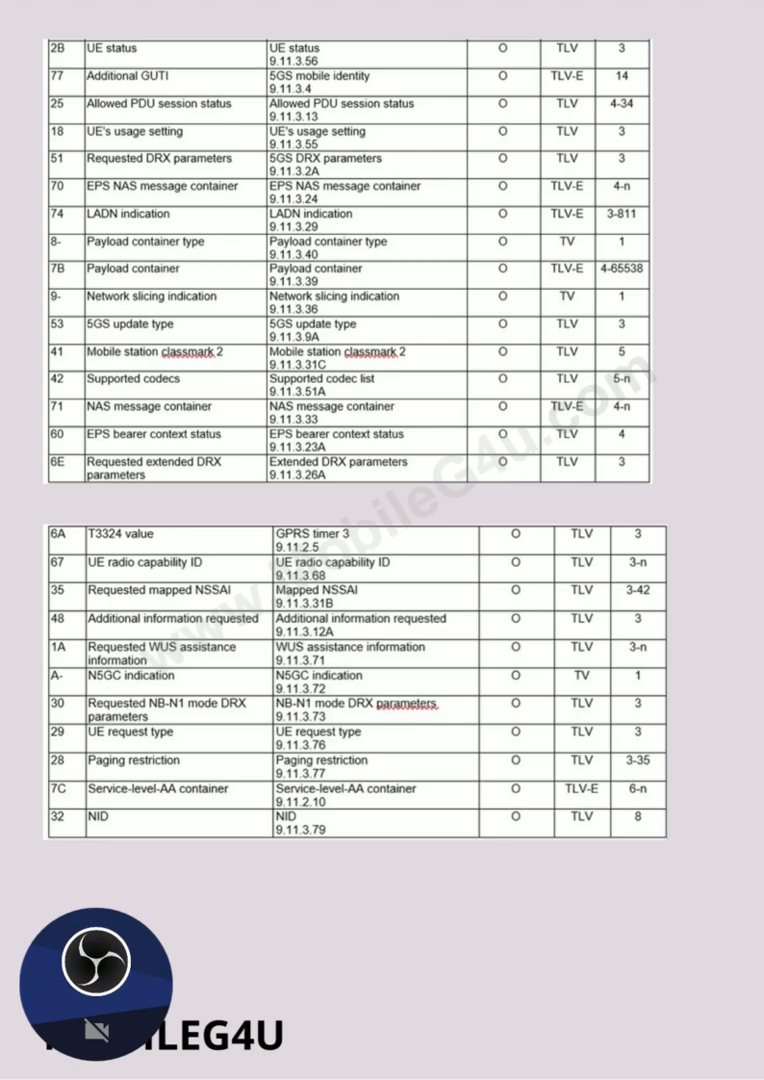 2B UE status UE status O TLV 3
9.11.3.56
77 Additional GUTI 5GS mobile identity O TLV-E 14
9.11.3.4
25 Allowed PDU session status Allowed PDU session status O TLV 4-34
9.11.3.13
18 UE's usage setting UE's usage setting O TLV 3
9.11.3.55
51 Requested DRX parameters 5GS DRX parameters O TLV 3
9.11.3.2A
70 EPS NAS message container EPS NAS message container O TLV-E 4-n
9.11.3.24
74 LADN indication LADN indication O TLV-E 3-811
9.11.3.29
8- Payload container type Payload container type O TV 1
9.11.3.40
7B Payload container Payload container O TLV-E 4-65538
9.11.3.39
9- Network slicing indication Network slicing indication O TV 1
9.11.3.36
53 5GS update type 5GS update type O TLV 3
9.11.3.9A
41 Mobile station classmark 2 Mobile station classmark 2 O TLV 5
9.11.3.31C
42 Supported codecs Supported codec list O TLV 5-n
9.11.3.51A
71 NAS message container NAS message container O TLV-E 4-n
9.11.3.33
60 EPS bearer context status EPS bearer context status O TLV 4
9.11.3.23A
6E Requested extended DRX Extended DRX parameters O TLV 3
parameters 9.11.3.26A
6A T3324 value GPRS timer 3 O TLV 3
9.11.2.5
67 UE radio capability ID UE radio capability ID O TLV 3-n
9.11.3.68
35 Requested mapped NSSAI Mapped NSSAI O TLV 3-42
9.11.3.31B
48 Additional information requested Additional information requested O TLV 3
9.11.3.12A
1A Requested WUS assistance WUS assistance information O TLV 3-n
information 9.11.3.71
A- N5GC indication N5GC indication O TV 1
9.11.3.72
30 Requested NB-N1 mode DRX NB-N1 mode DRX parameters O TLV 3
parameters 9.11.3.73
29 UE request type UE request type O TLV 3
9.11.3.76
28 Paging restriction Paging restriction O TLV 3-35
9.11.3.77
7C Service-level-AA container Service-level-AA container O TLV-E 6-n
9.11.2.10
32 NID NID O TLV 8
9.11.3.79
www.MobileG4u.com
ILEG4U